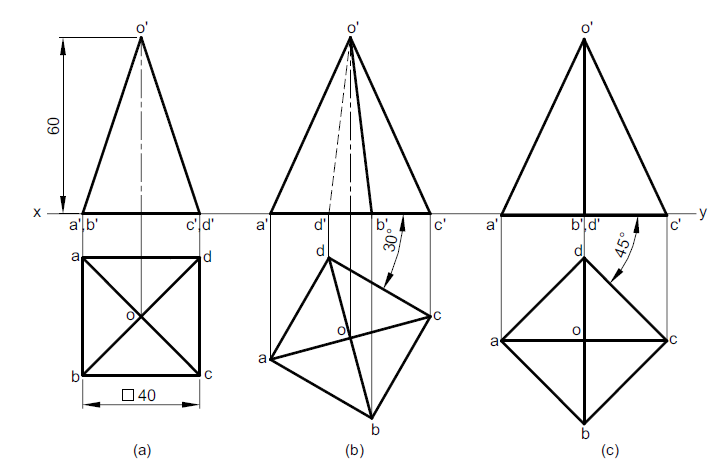 o' o' o'
60
x y
a',b' c',d' a' d' b' c' a' b',d' c'
30° 45°
a d d d
o o c a o c
a
b c
□ 40 b b
(a) (b) (c)